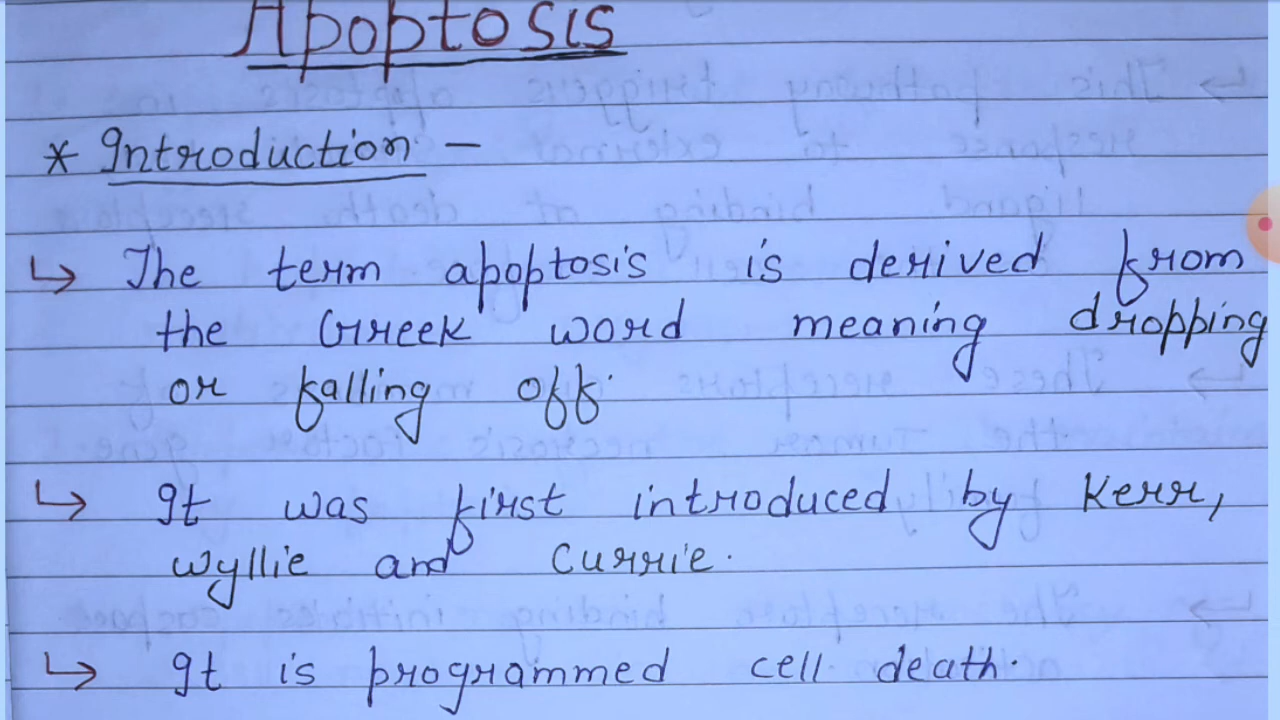 Apoptosis
* Introduction –
↳ The term apoptosis is derived from
the Greek word meaning dropping
or falling off.
↳ It was first introduced by Kerr,
Wyllie and Currie.
↳ It is programmed cell death.